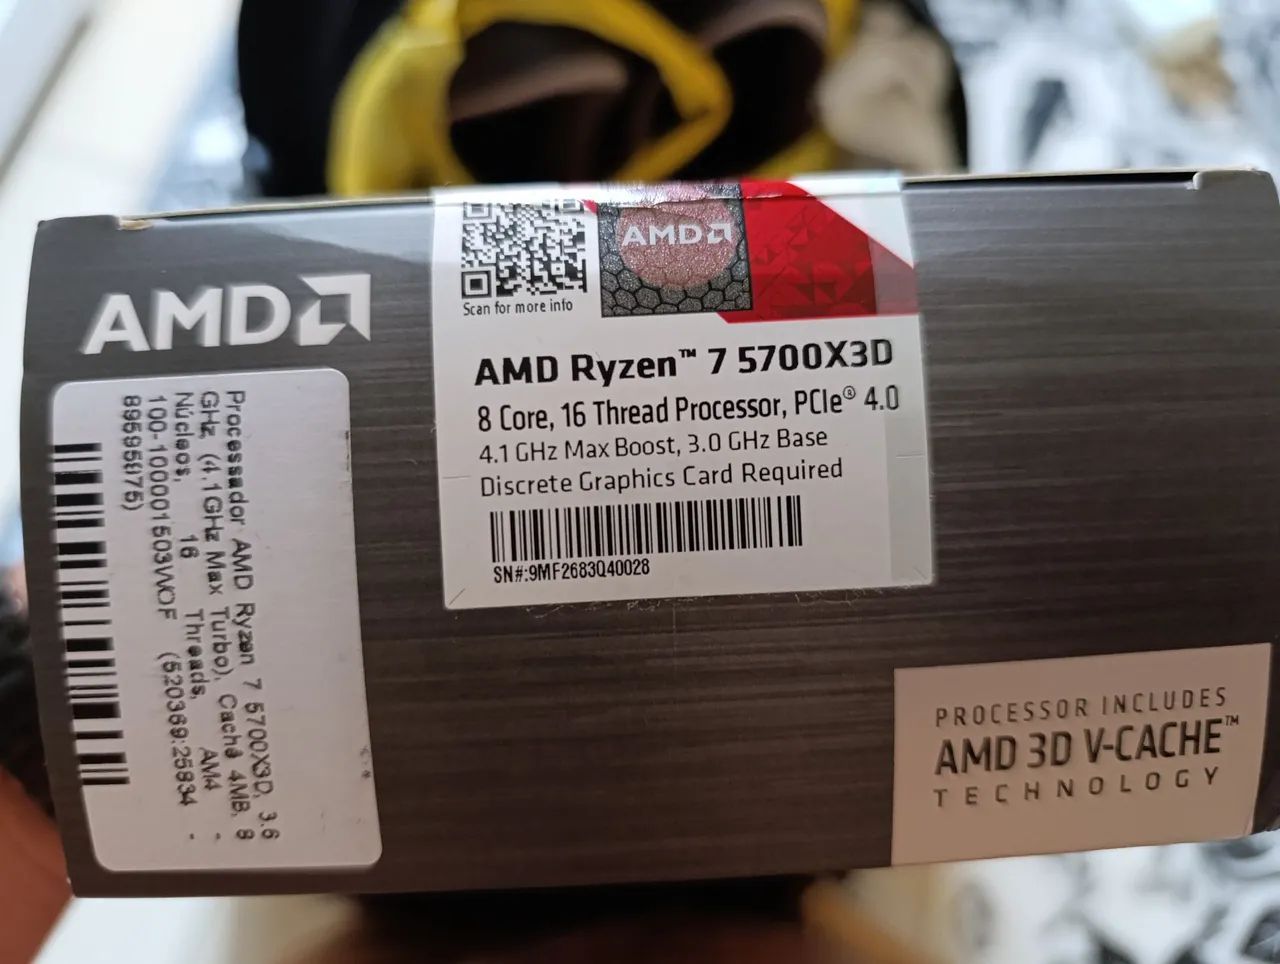 AMD
Scan for more info
AMD
AMD Ryzen™ 7 5700X3D
8 Core, 16 Thread Processor, PCIe® 4.0
4.1 GHz Max Boost, 3.0 GHz Base
Discrete Graphics Card Required
SN#:9MF2683Q40028
Processador AMD Ryzen 7 5700X3D, 3.6
GHz (4.1GHz Max Turbo), Cachê 4MB, 8
Núcleos, 16 Threads, AM4 -
100-100001503WOF (520369:25834 -
89595075)
PROCESSOR INCLUDES
AMD 3D V-CACHE™
TECHNOLOGY